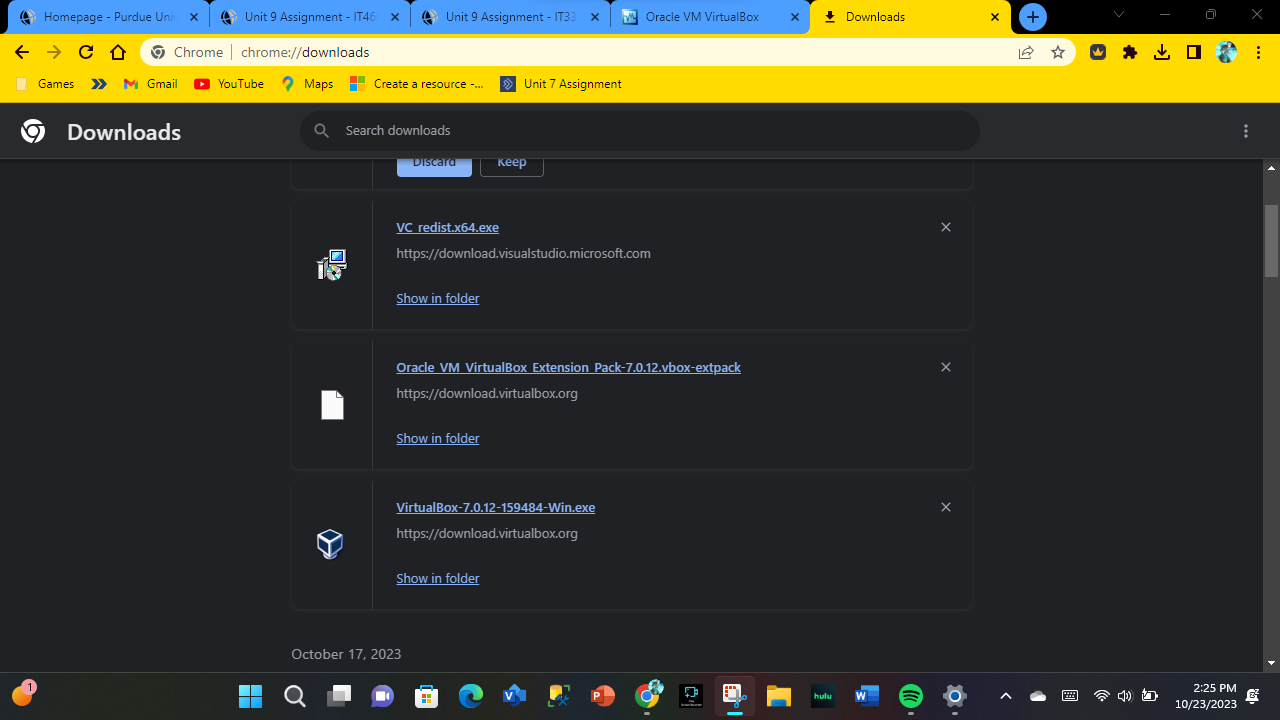 Homepage - Purdue Univ
Unit 9 Assignment - IT46
Unit 9 Assignment - IT33
Oracle VM VirtualBox
Downloads
Chrome
chrome://downloads
Games
Gmail
YouTube
Maps
Create a resource -...
Unit 7 Assignment
Downloads
Search downloads
Discard
Keep
VC_redist.x64.exe
https://download.visualstudio.microsoft.com
Show in folder
Oracle_VM_VirtualBox_Extension_Pack-7.0.12.vbox-extpack
https://download.virtualbox.org
Show in folder
VirtualBox-7.0.12-159484-Win.exe
https://download.virtualbox.org
Show in folder
October 17, 2023
1
hulu
2:25 PM
10/23/2023